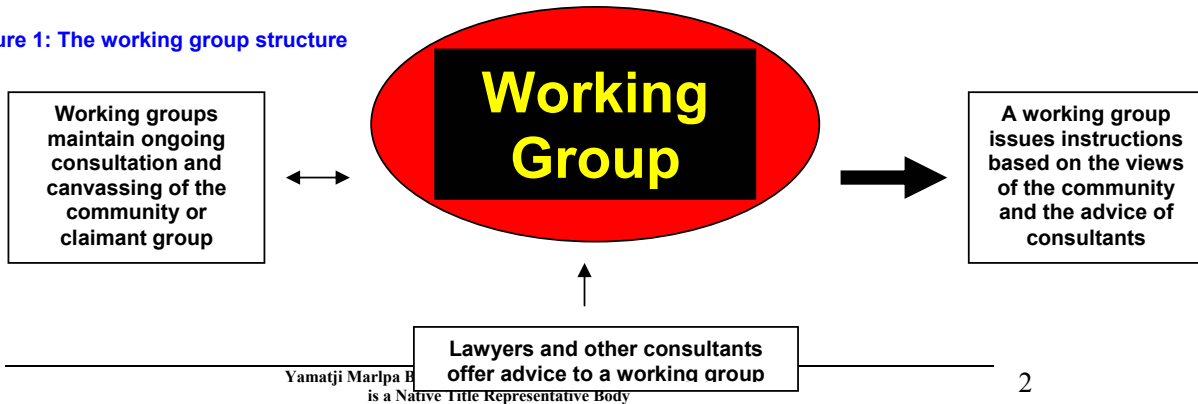 ure 1: The working group structure
Working
Group
Working groups
maintain ongoing
consultation and
canvassing of the
community or
claimant group
A working group
issues instructions
based on the views
of the community
and the advice of
consultants
Lawyers and other consultants
offer advice to a working group
Yamatji Marlpa B
is a Native Title Representative Body
2